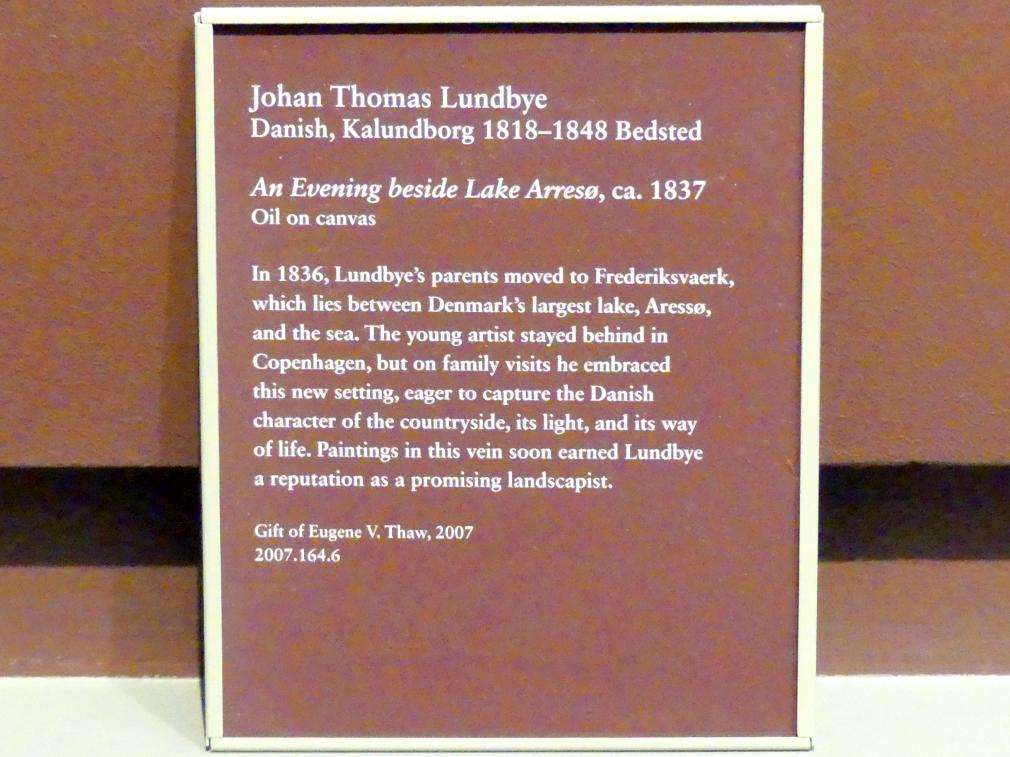 Johan Thomas Lundbye
Danish, Kalundborg 1818–1848 Bedsted
An Evening beside Lake Arresø, ca. 1837
Oil on canvas
In 1836, Lundbye's parents moved to Frederiksvaerk,
which lies between Denmark's largest lake, Aressø,
and the sea. The young artist stayed behind in
Copenhagen, but on family visits he embraced
this new setting, eager to capture the Danish
character of the countryside, its light, and its way
of life. Paintings in this vein soon earned Lundbye
a reputation as a promising landscapist.
Gift of Eugene V. Thaw, 2007
2007.164.6